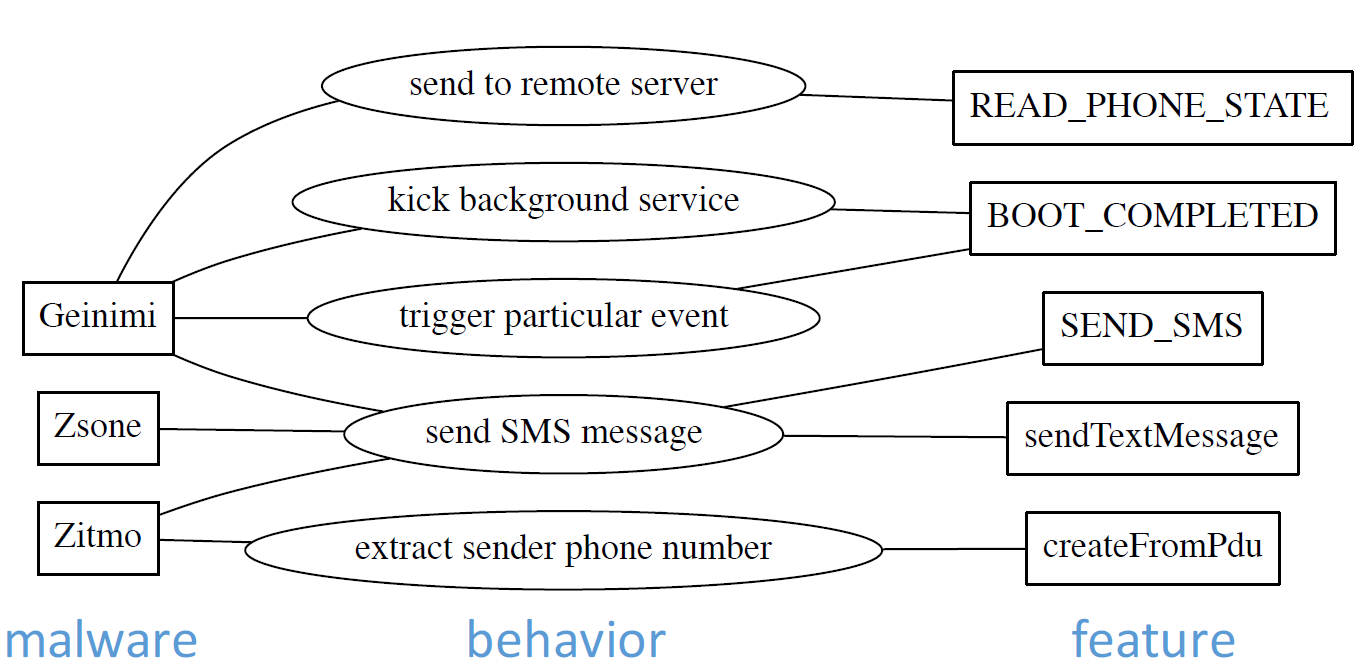 send to remote server
READ_PHONE_STATE
kick background service
BOOT_COMPLETED
Geinimi
trigger particular event
SEND_SMS
Zsone
send SMS message
sendTextMessage
Zitmo
extract sender phone number
createFromPdu
malware
behavior
feature